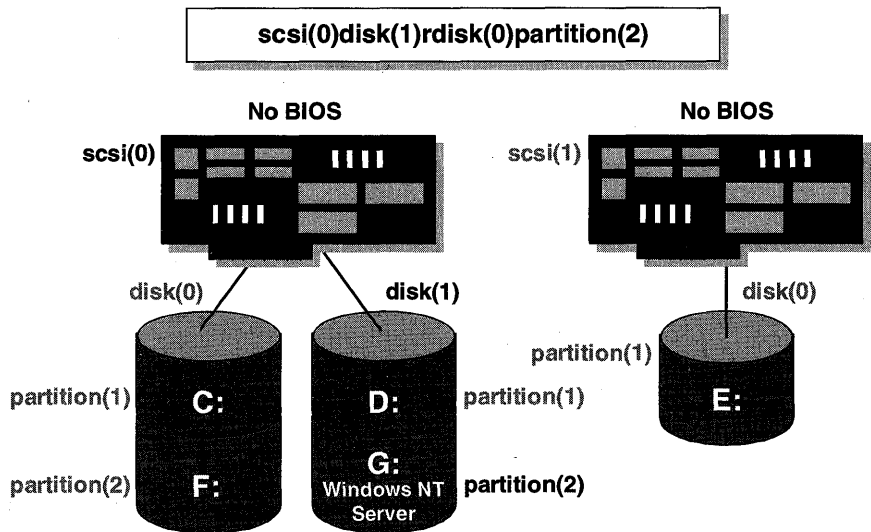 scsi(0)disk(1)rdisk(0)partition(2)
No BIOS
No BIOS
scsi(0)
scsi(1)
disk(0)
disk(1)
disk(0)
partition(1)
partition(1)
C:
D:
partition(1)
E:
partition(2)
F:
G:
Windows NT
Server
partition(2)